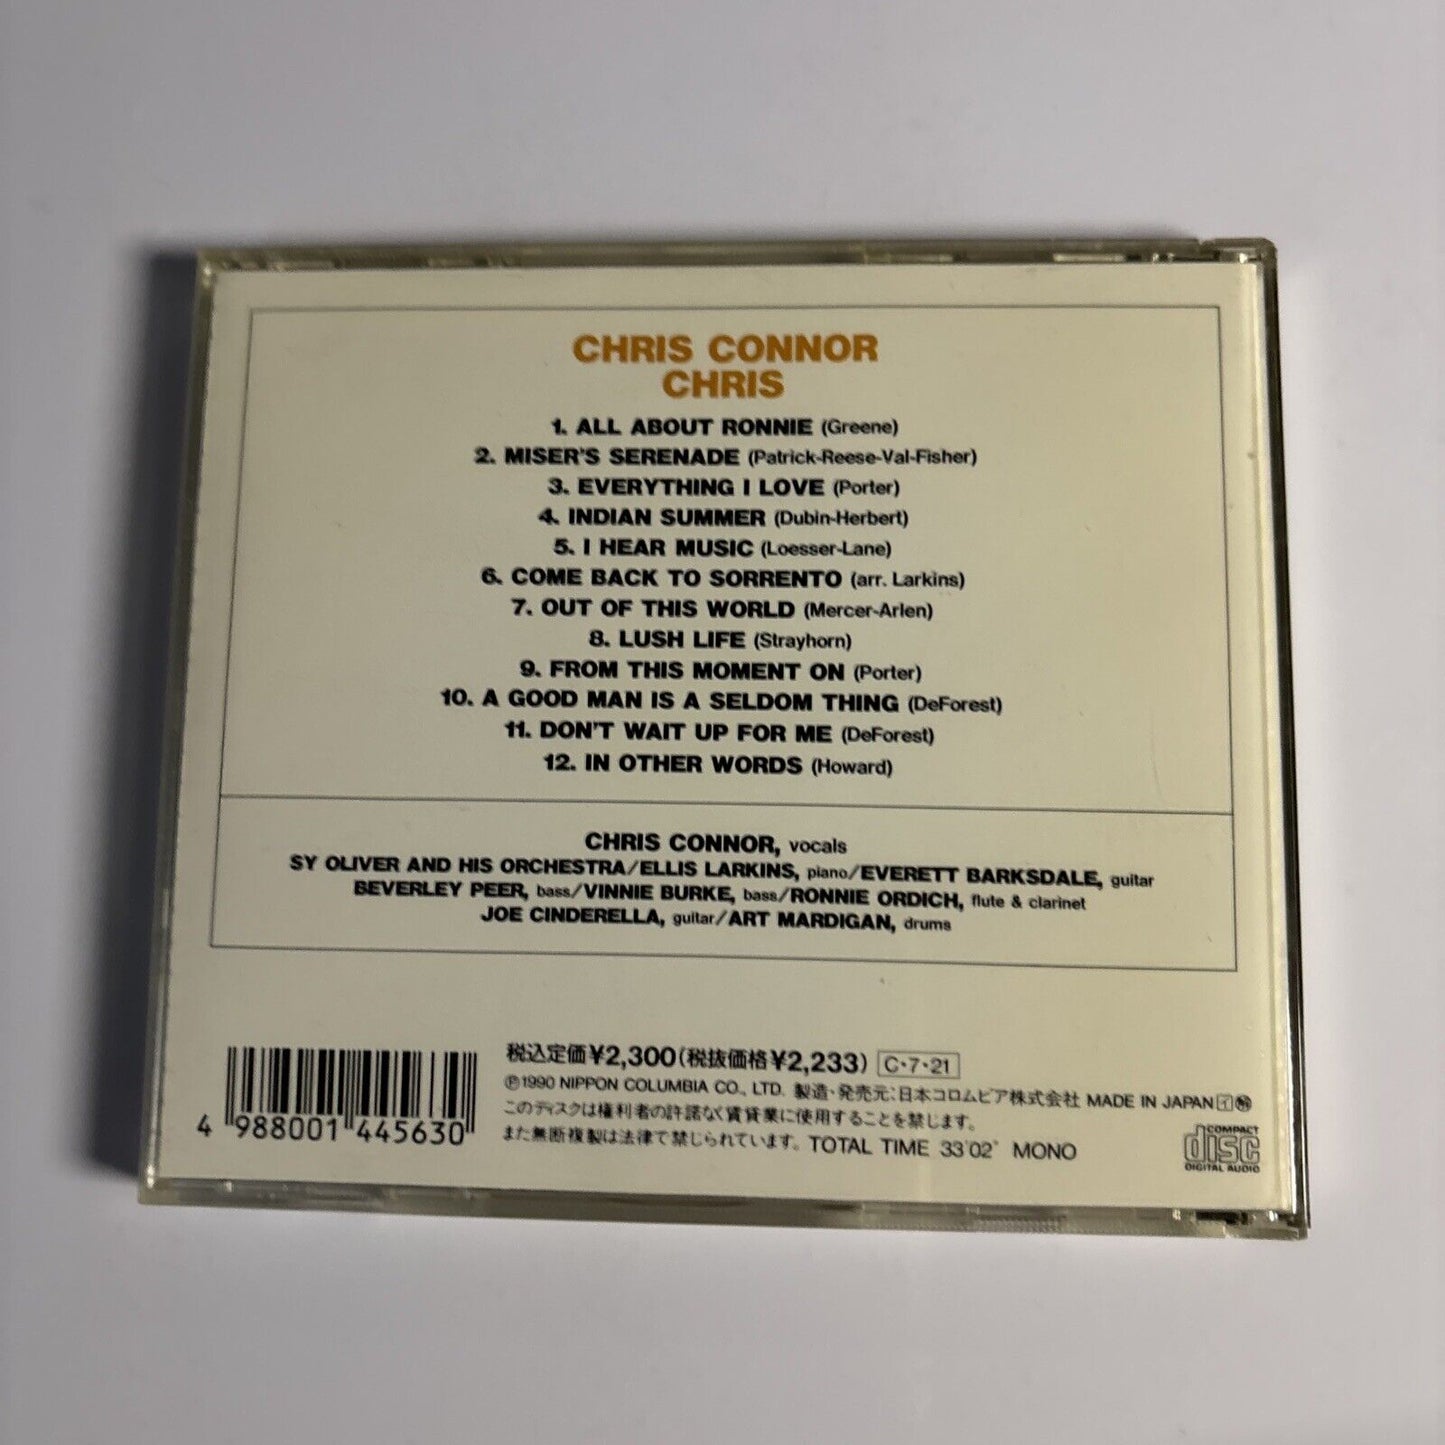 CHRIS CONNOR
CHRIS
1. ALL ABOUT RONNIE (Greene)
2. MISER'S SERENADE (Patrick-Reese-Val-Fisher)
3. EVERYTHING I LOVE (Porter)
4. INDIAN SUMMER (Dubin-Herbert)
5. I HEAR MUSIC (Loesser-Lane)
6. COME BACK TO SORRENTO (arr. Larkins)
7. OUT OF THIS WORLD (Mercer-Arlen)
8. LUSH LIFE (Strayhorn)
9. FROM THIS MOMENT ON (Porter)
10. A GOOD MAN IS A SELDOM THING (DeForest)
11. DON'T WAIT UP FOR ME (DeForest)
12. IN OTHER WORDS (Howard)
CHRIS CONNOR, vocals
SY OLIVER AND HIS ORCHESTRA/ELLIS LARKINS, piano/EVERETT BARKSDALE, guitar
BEVERLEY PEER, bass/VINNIE BURKE, bass/RONNIE ORDICH, flute & clarinet
JOE CINDERELLA, guitar/ART MARDIGAN, drums
税込定価¥2,300(税抜価格¥2,233) C・7・21
Ⓟ1990 NIPPON COLUMBIA CO., LTD. 製造・発売元:日本コロムビア株式会社 MADE IN JAPAN
このディスクは権利者の許諾なく賃貸業に使用することを禁じます。
また無断複製は法律で禁じられています。 TOTAL TIME 33'02" MONO
4 988001 445630
COMPACT
disc
DIGITAL AUDIO